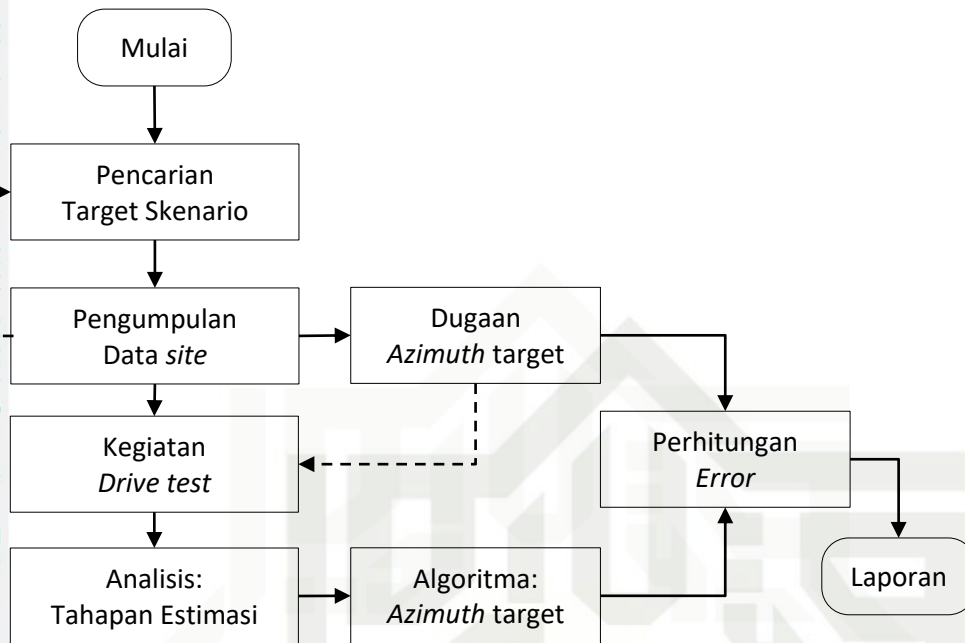 Mulai
Pencarian
Target Skenario
Pengumpulan
Data site
Dugaan
Azimuth target
Kegiatan
Drive test
Perhitungan
Error
Analisis:
Tahapan Estimasi
Algoritma:
Azimuth target
Laporan